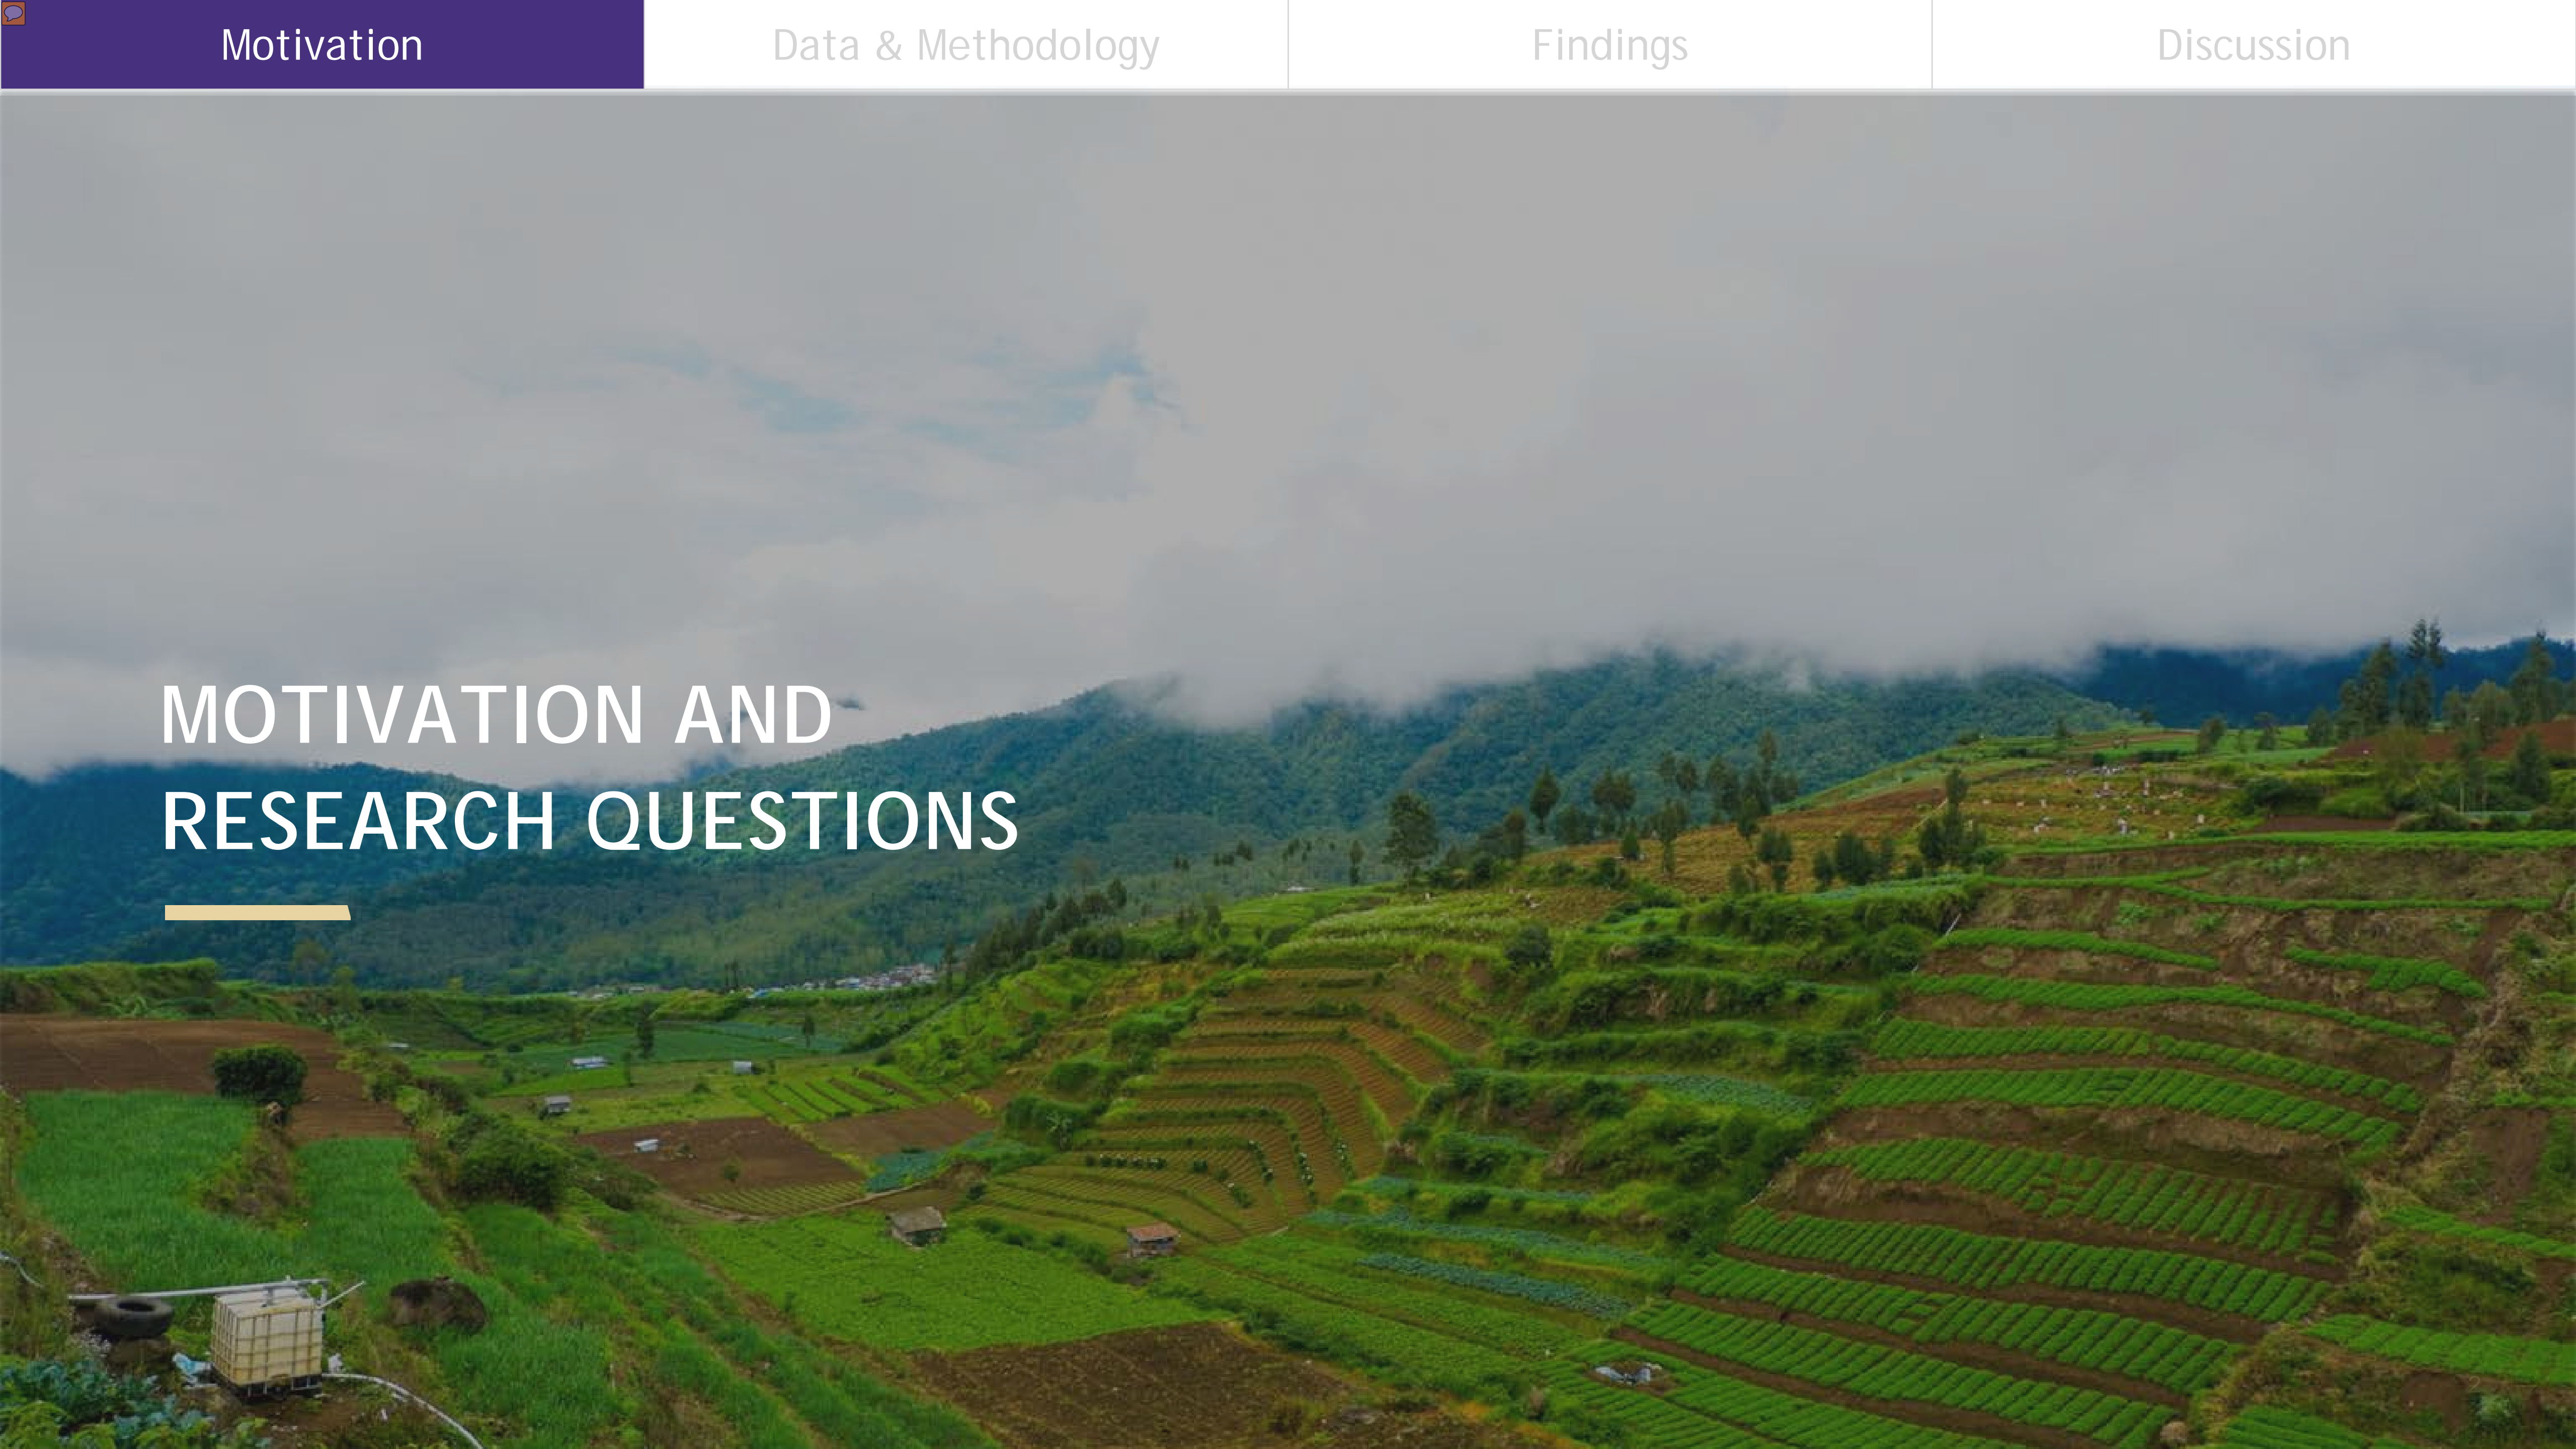 Motivation
Data & Methodology
Findings
Discussion
MOTIVATION AND
RESEARCH QUESTIONS